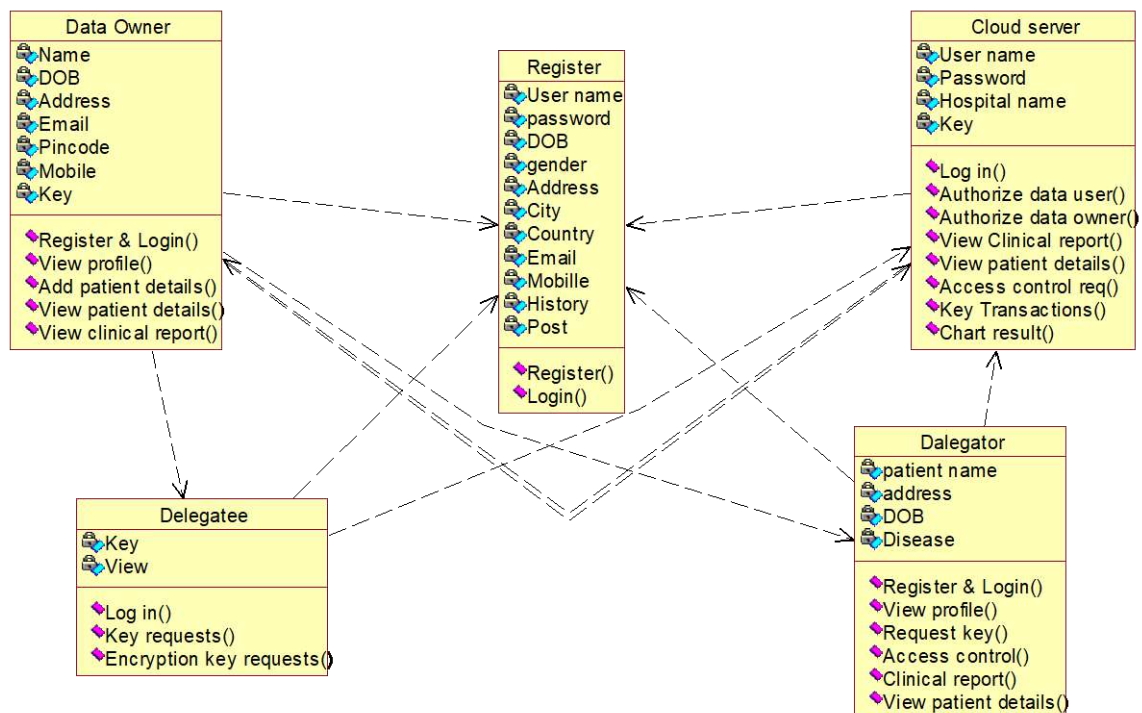 Data Owner
Name
DOB
Address
Email
Pincode
Mobile
Key
Register & Login()
View profile()
Add patient details()
View patient details()
View clinical report()
Register
User name
password
DOB
gender
Address
City
Country
Email
Mobille
History
Post
Register()
Login()
Cloud server
User name
Password
Hospital name
Key
Log in()
Authorize data user()
Authorize data owner()
View Clinical report()
View patient details()
Access control req()
Key Transactions()
Chart result()
Delegatee
Key
View
Log in()
Key requests()
Encryption key requests()
Dalegator
patient name
address
DOB
Disease
Register & Login()
View profile()
Request key()
Access control()
Clinical report()
View patient details()